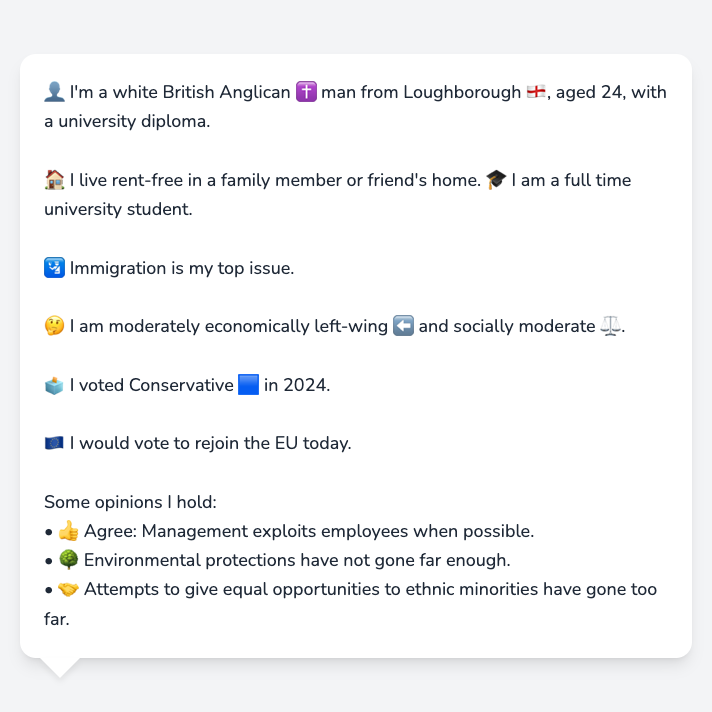 👤 I'm a white British Anglican ✝️ man from Loughborough 🏴󠁧󠁢󠁥󠁮󠁧󠁿, aged 24, with
a university diploma.
🏠 I live rent-free in a family member or friend's home. 🎓 I am a full time
university student.
🛂 Immigration is my top issue.
🤔 I am moderately economically left-wing ⬅️ and socially moderate ⚖️.
🗳️ I voted Conservative 🟦 in 2024.
🇪🇺 I would vote to rejoin the EU today.
Some opinions I hold:
• 👍 Agree: Management exploits employees when possible.
• 🌳 Environmental protections have not gone far enough.
• 🤝 Attempts to give equal opportunities to ethnic minorities have gone too
far.